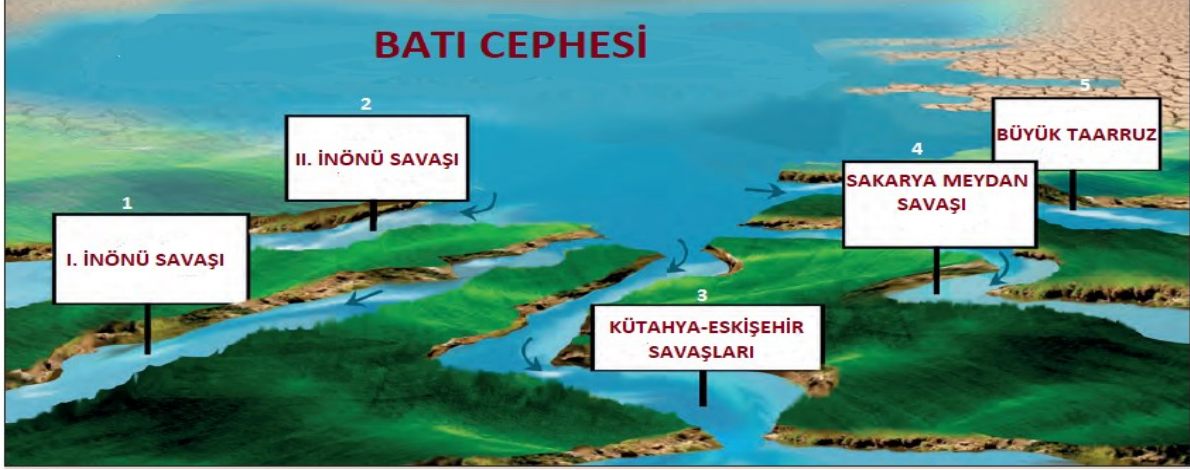 BATI CEPHESİ
1
I. İNÖNÜ SAVAŞI
2
II. İNÖNÜ SAVAŞI
3
KÜTAHYA-ESKİŞEHİR
SAVAŞLARI
4
SAKARYA MEYDAN
SAVAŞI
5
BÜYÜK TAARRUZ